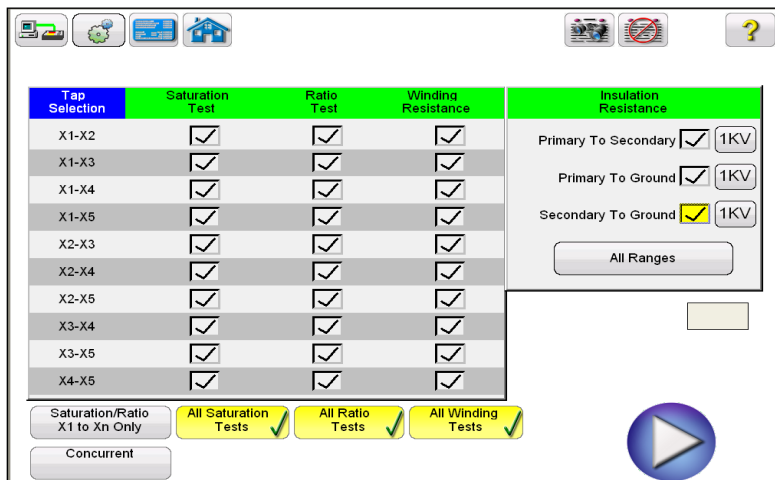 ?
Tap
Selection
Saturation
Test
Ratio
Test
Winding
Resistance
Insulation
Resistance
X1-X2
X1-X3
X1-X4
X1-X5
X2-X3
X2-X4
X2-X5
X3-X4
X3-X5
X4-X5
Primary To Secondary 1KV
Primary To Ground 1KV
Secondary To Ground 1KV
All Ranges
Saturation/Ratio
X1 to Xn Only
All Saturation
Tests
All Ratio
Tests
All Winding
Tests
Concurrent